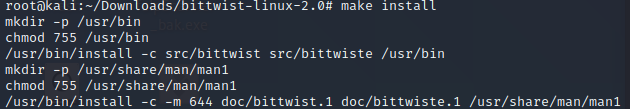 root@kali:~/Downloads/bittwist-linux-2.0# make install
mkdir -p /usr/bin
chmod 755 /usr/bin
/usr/bin/install -c src/bittwist src/bittwiste /usr/bin
mkdir -p /usr/share/man/man1
chmod 755 /usr/share/man/man1
/usr/bin/install -c -m 644 doc/bittwist.1 doc/bittwiste.1 /usr/share/man/man1